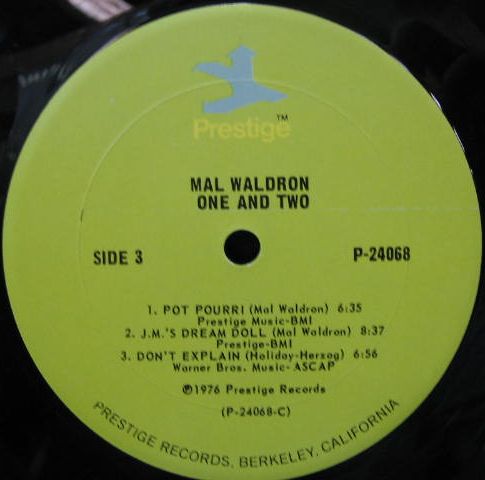 Prestige™
MAL WALDRON
ONE AND TWO
SIDE 3
P-24068
1. POT POURRI (Mal Waldron) 6:35
Prestige Music-BMI
2. J.M.'S DREAM DOLL (Mal Waldron) 8:37
Prestige-BMI
3. DON'T EXPLAIN (Holiday-Herzog) 6:56
Warner Bros. Music-ASCAP
℗1976 Prestige Records
(P-24068-C)
PRESTIGE RECORDS, BERKELEY, CALIFORNIA